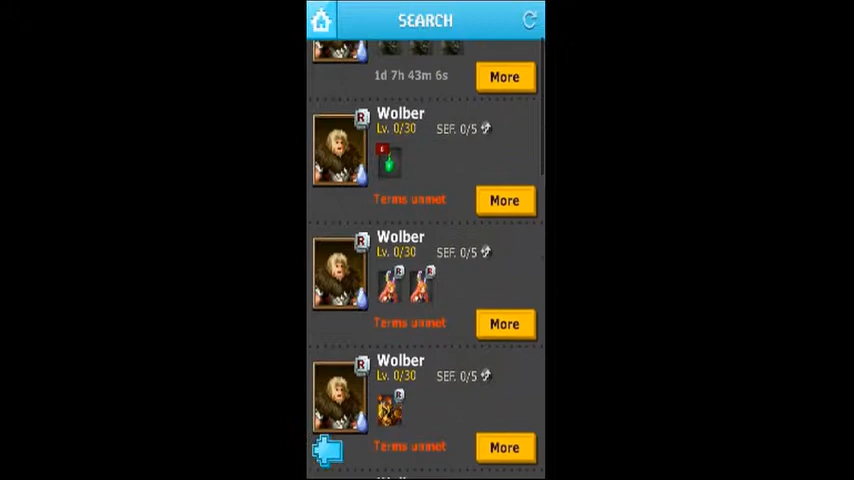 SEARCH
1d 7h 43m 6s
More
R
Wolber
Lv. 0/30 SEF. 0/5
6
Terms unmet
More
R
Wolber
Lv. 0/30 SEF. 0/5
R R
Terms unmet
More
R
Wolber
Lv. 0/30 SEF. 0/5
R
Terms unmet
More